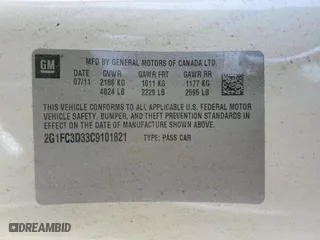 GM
MFD BY GENERAL MOTORS OF CANADA LTD.
DATE GVWR GAWR FRT GAWR RR
07/11 2188 KG 1011 KG 1177 KG
4824 LB 2229 LB 2595 LB
THIS VEHICLE CONFORMS TO ALL APPLICABLE U.S. FEDERAL MOTOR
VEHICLE SAFETY, BUMPER, AND THEFT PREVENTION STANDARDS
IN EFFECT ON THE DATE OF MANUFACTURE SHOWN ABOVE.
2G1FC3D33C9101821 TYPE: PASS CAR
DREAMBID